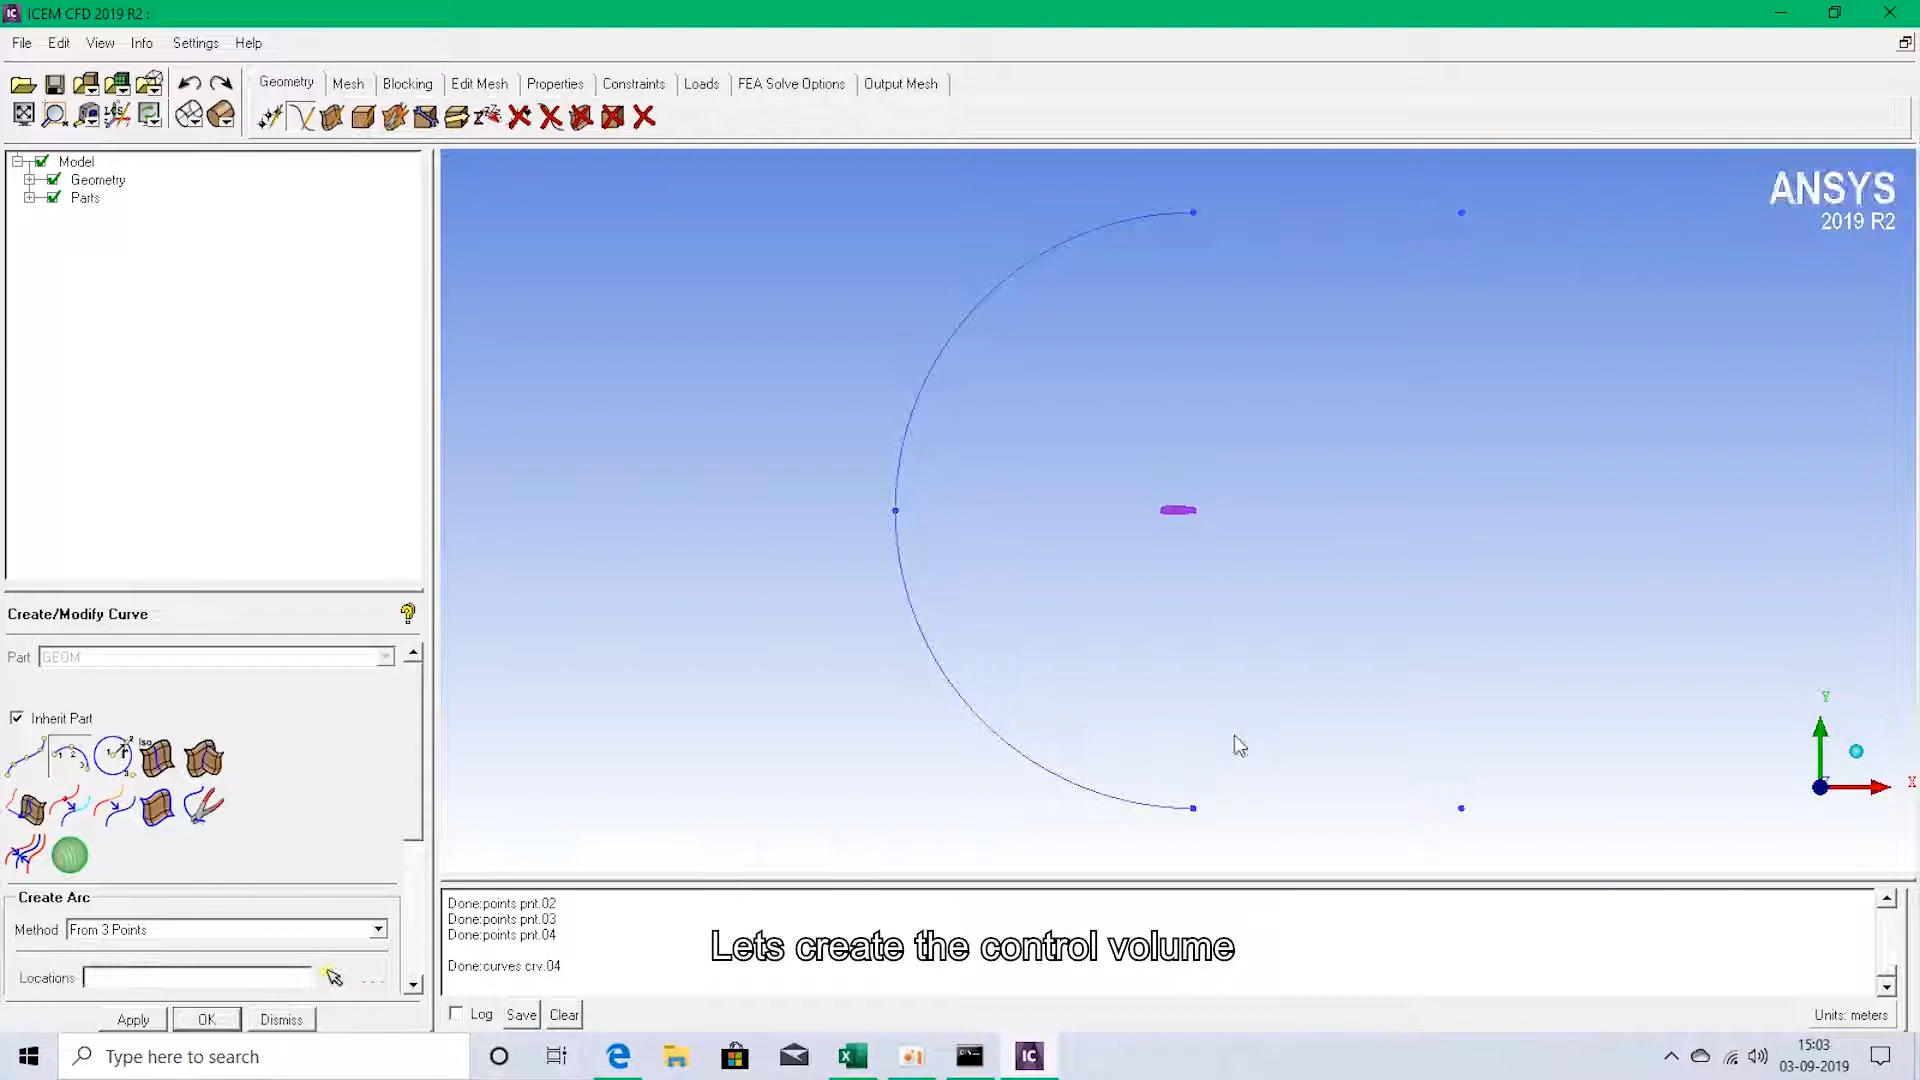 ICEM CFD 2019 R2 :
File Edit View Info Settings Help
Geometry Mesh Blocking Edit Mesh Properties Constraints Loads FEA Solve Options Output Mesh
Model
Geometry
Parts
ANSYS
2019 R2
Create/Modify Curve
Part GEOM
Inherit Part
Create Arc
Method From 3 Points
Locations
Apply OK Dismiss
Y
X
Done:points pnt.02
Done:points pnt.03
Done:points pnt.04
Done:curves crv.04
Lets create the control volume
Log Save Clear
Units: meters
Type here to search
IC
15:03
03-09-2019